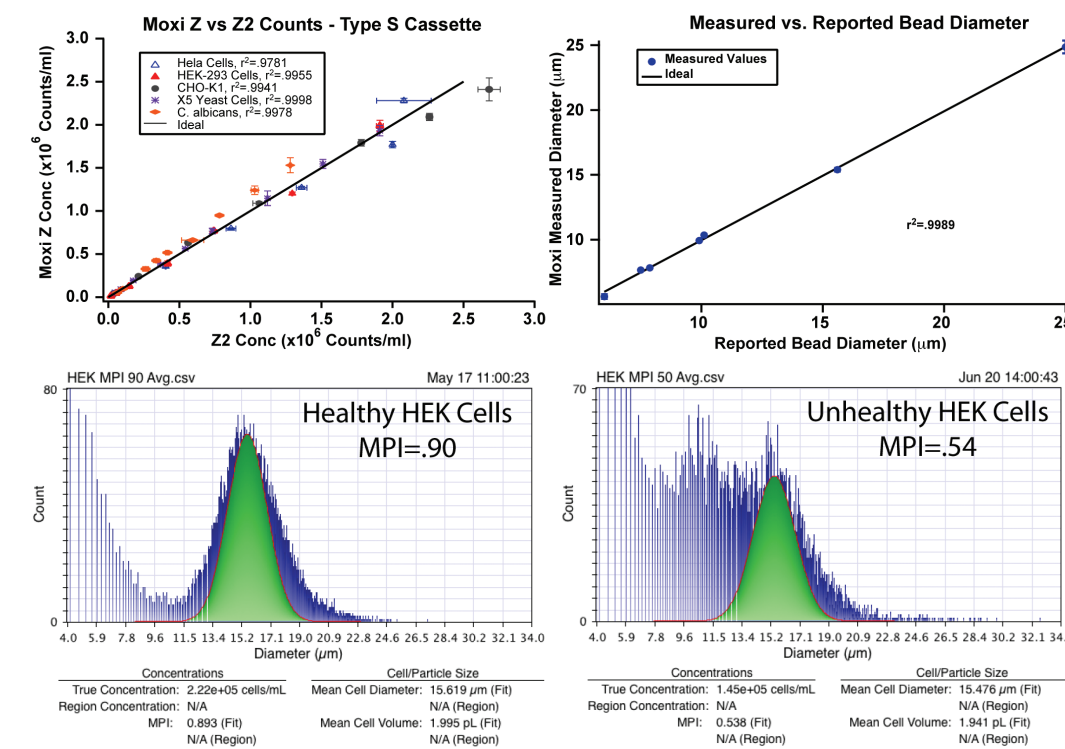 Moxi Z vs Z2 Counts - Type S Cassette
3.0
2.5
2.0
1.5
1.0
0.5
0.0
Moxi Z Conc (x10⁶ Counts/ml)
Hela Cells, r²=.9781
HEK-293 Cells, r²=.9955
CHO-K1, r²=.9941
X5 Yeast Cells, r²=.9998
C. albicans, r²=.9978
Ideal
0.0 0.5 1.0 1.5 2.0 2.5 3.0
Z2 Conc (x10⁶ Counts/ml)
Measured vs. Reported Bead Diameter
25
20
15
10
Moxi Measured Diameter (μm)
Measured Values
Ideal
r²=.9989
10 15 20 25
Reported Bead Diameter (μm)
HEK MPI 90 Avg.csv May 17 11:00:23
80
0
Count
Healthy HEK Cells
MPI=.90
4.0 5.9 7.8 9.6 11.5 13.4 15.2 17.1 19.0 20.9 22.7 24.6 26.5 28.4 30.2 32.1 34.0
Diameter (μm)
Concentrations Cell/Particle Size
True Concentration: 2.22e+05 cells/mL Mean Cell Diameter: 15.619 μm (Fit)
Region Concentration: N/A N/A (Region)
MPI: 0.893 (Fit) Mean Cell Volume: 1.995 pL (Fit)
N/A (Region) N/A (Region)
HEK MPI 50 Avg.csv Jun 20 14:00:43
70
0
Count
Unhealthy HEK Cells
MPI=.54
4.0 5.9 7.8 9.6 11.5 13.4 15.2 17.1 19.0 20.9 22.7 24.6 26.5 28.4 30.2 32.1 34.
Diameter (μm)
Concentrations Cell/Particle Size
True Concentration: 1.45e+05 cells/mL Mean Cell Diameter: 15.476 μm (Fit)
Region Concentration: N/A N/A (Region)
MPI: 0.538 (Fit) Mean Cell Volume: 1.941 pL (Fit)
N/A (Region) N/A (Region)